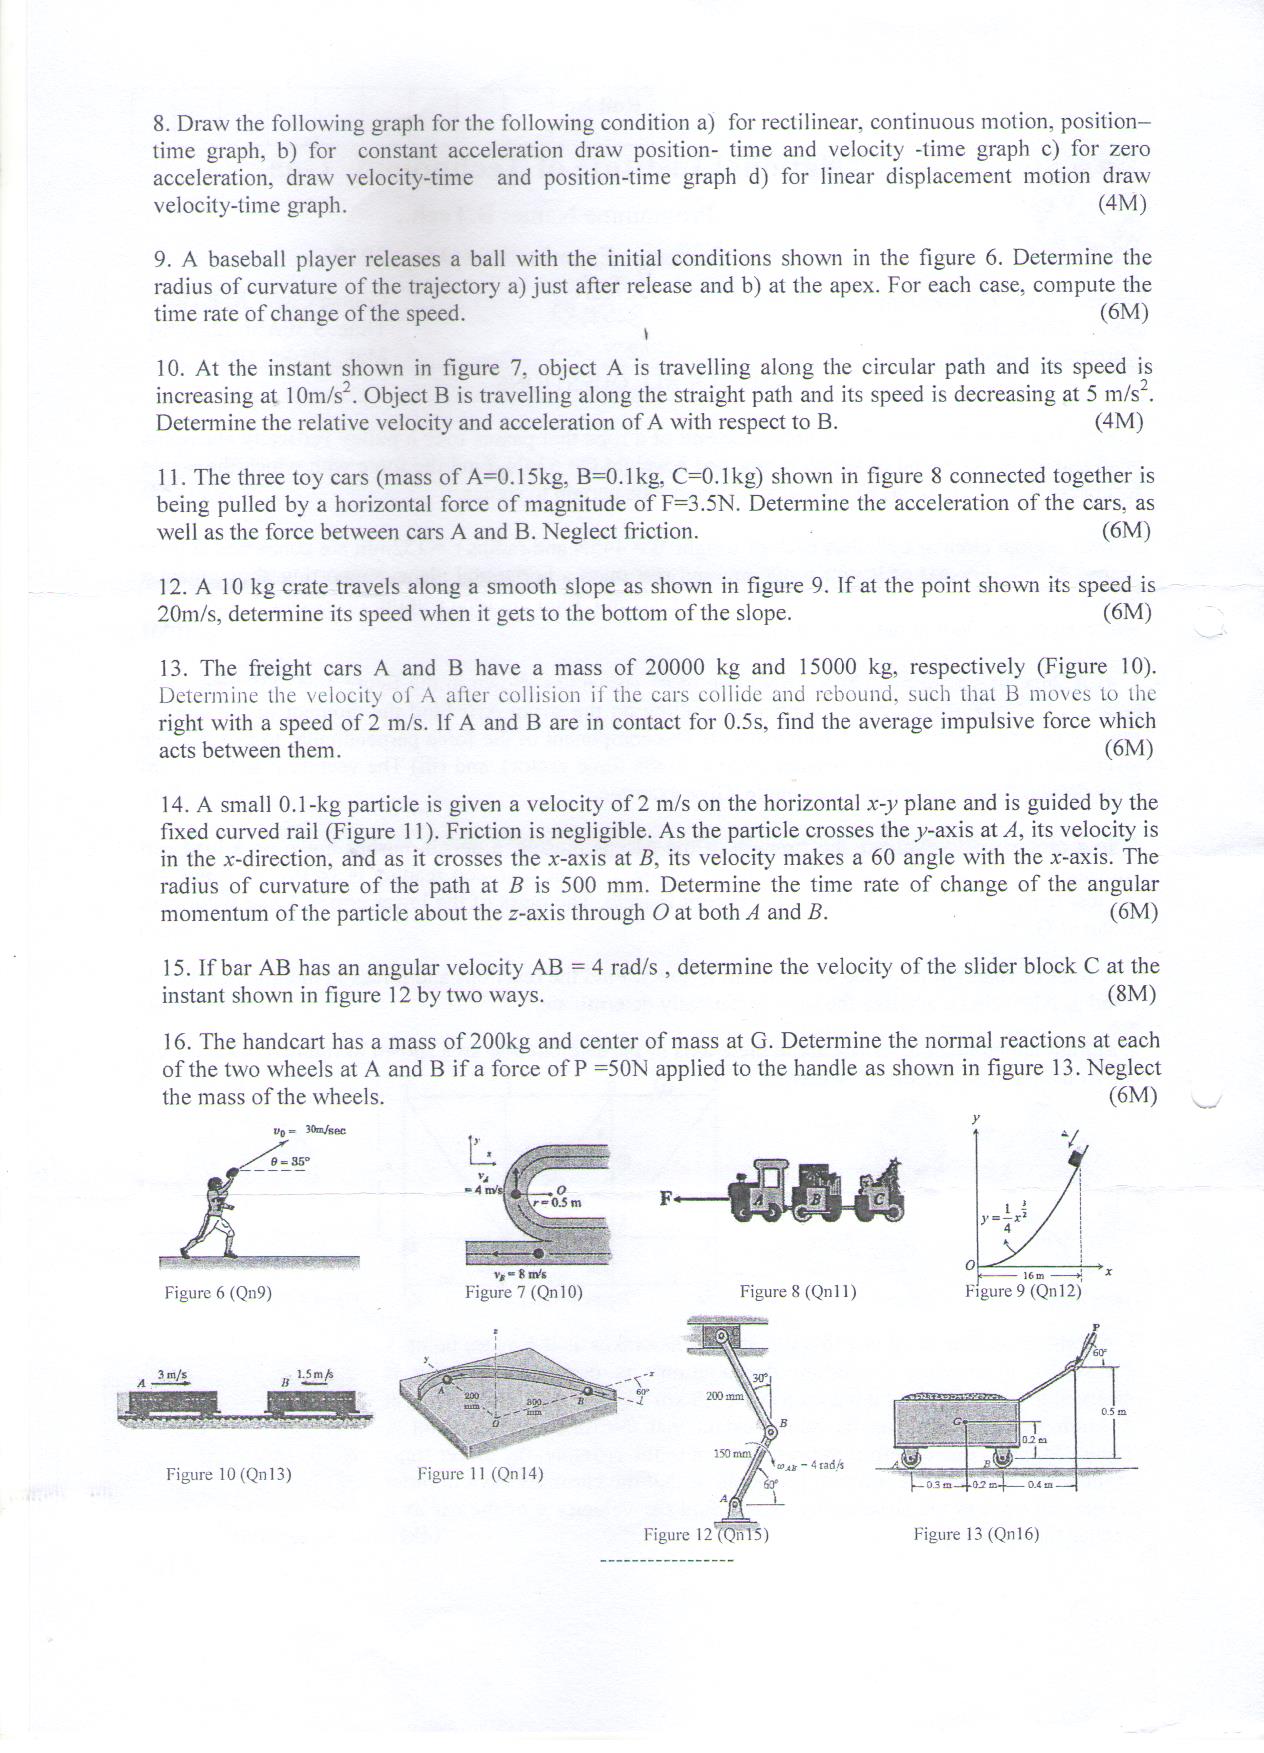 8. Draw the following graph for the following condition a) for rectilinear, continuous motion, position–
time graph, b) for constant acceleration draw position- time and velocity -time graph c) for zero
acceleration, draw velocity-time and position-time graph d) for linear displacement motion draw
velocity-time graph. (4M)
9. A baseball player releases a ball with the initial conditions shown in the figure 6. Determine the
radius of curvature of the trajectory a) just after release and b) at the apex. For each case, compute the
time rate of change of the speed. (6M)
10. At the instant shown in figure 7, object A is travelling along the circular path and its speed is
increasing at 10m/s². Object B is travelling along the straight path and its speed is decreasing at 5 m/s².
Determine the relative velocity and acceleration of A with respect to B. (4M)
11. The three toy cars (mass of A=0.15kg, B=0.1kg, C=0.1kg) shown in figure 8 connected together is
being pulled by a horizontal force of magnitude of F=3.5N. Determine the acceleration of the cars, as
well as the force between cars A and B. Neglect friction. (6M)
12. A 10 kg crate travels along a smooth slope as shown in figure 9. If at the point shown its speed is
20m/s, determine its speed when it gets to the bottom of the slope. (6M)
13. The freight cars A and B have a mass of 20000 kg and 15000 kg, respectively (Figure 10).
Determine the velocity of A after collision if the cars collide and rebound, such that B moves to the
right with a speed of 2 m/s. If A and B are in contact for 0.5s, find the average impulsive force which
acts between them. (6M)
14. A small 0.1-kg particle is given a velocity of 2 m/s on the horizontal x-y plane and is guided by the
fixed curved rail (Figure 11). Friction is negligible. As the particle crosses the y-axis at A, its velocity is
in the x-direction, and as it crosses the x-axis at B, its velocity makes a 60 angle with the x-axis. The
radius of curvature of the path at B is 500 mm. Determine the time rate of change of the angular
momentum of the particle about the z-axis through O at both A and B. (6M)
15. If bar AB has an angular velocity AB = 4 rad/s , determine the velocity of the slider block C at the
instant shown in figure 12 by two ways. (8M)
16. The handcart has a mass of 200kg and center of mass at G. Determine the normal reactions at each
of the two wheels at A and B if a force of P =50N applied to the handle as shown in figure 13. Neglect
the mass of the wheels. (6M)
v₀ = 30m/sec
θ = 35°
Figure 6 (Qn9)
y
x
v_A
= 4 m/s
O
r = 0.5 m
v_B = 8 m/s
Figure 7 (Qn10)
F
A B C
Figure 8 (Qn11)
y
y = 1/4 x^3/2
O
16 m
x
Figure 9 (Qn12)
A 3 m/s
B 1.5 m/s
Figure 10 (Qn13)
z
y
x
A
200 mm
300 mm
B
60°
O
Figure 11 (Qn14)
30°
200 mm
B
150 mm
ω_AB = 4 rad/s
60°
A
Figure 12 (Qn15)
P
60°
0.5 m
G
0.2 m
A B
0.3 m 0.2 m 0.4 m
Figure 13 (Qn16)